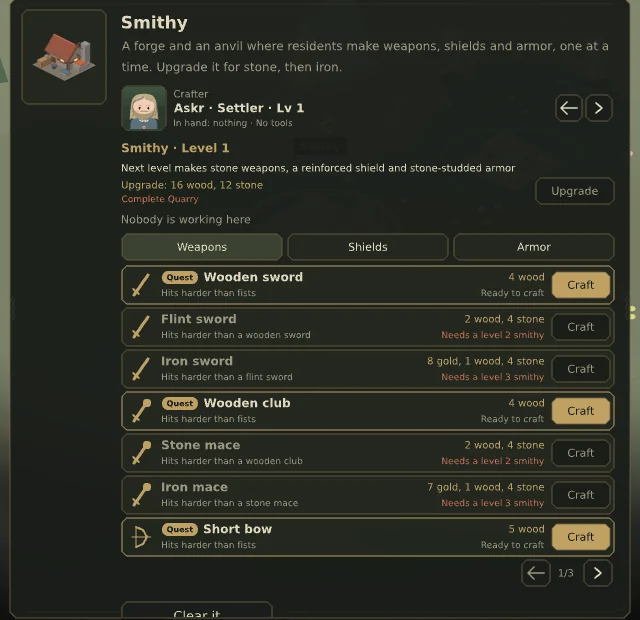 Smithy
A forge and an anvil where residents make weapons, shields and armor, one at a
time. Upgrade it for stone, then iron.
Crafter
Askr · Settler · Lv 1
In hand: nothing · No tools
Smithy · Level 1
Next level makes stone weapons, a reinforced shield and stone-studded armor
Upgrade: 16 wood, 12 stone
Complete Quarry
Upgrade
Nobody is working here
Weapons
Shields
Armor
Quest Wooden sword
4 wood
Hits harder than fists
Ready to craft
Craft
Flint sword
2 wood, 4 stone
Hits harder than a wooden sword
Needs a level 2 smithy
Craft
Iron sword
8 gold, 1 wood, 4 stone
Hits harder than a flint sword
Needs a level 3 smithy
Craft
Quest Wooden club
4 wood
Hits harder than fists
Ready to craft
Craft
Stone mace
2 wood, 4 stone
Hits harder than a wooden club
Needs a level 2 smithy
Craft
Iron mace
7 gold, 1 wood, 4 stone
Hits harder than a stone mace
Needs a level 3 smithy
Craft
Quest Short bow
5 wood
Hits harder than fists
Ready to craft
Craft
1/3
Clear it